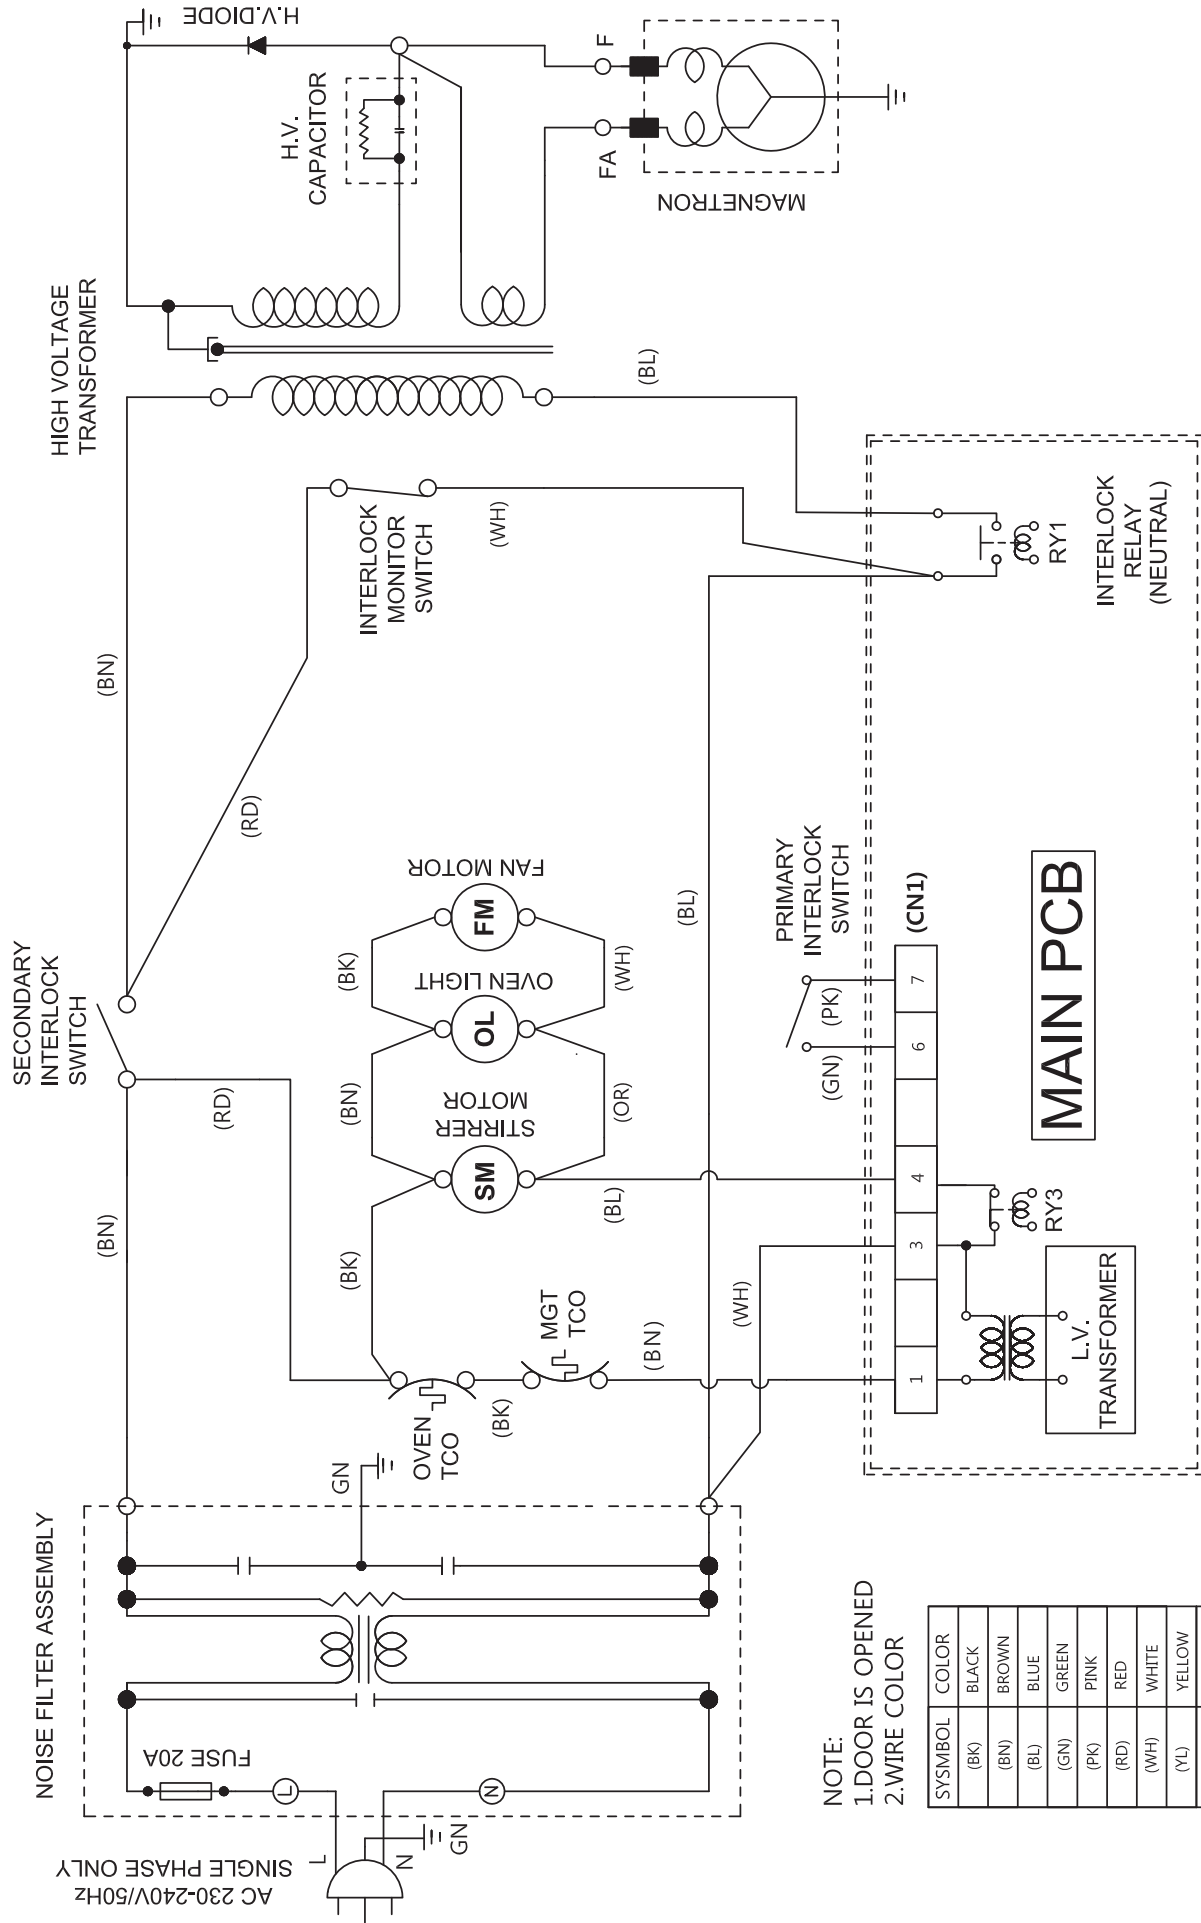 AC 230-240V/50Hz
SINGLE PHASE ONLY
L
N
GN
NOISE FILTER ASSEMBLY
FUSE 20A
L
N
GN
(BN)
SECONDARY
INTERLOCK
SWITCH
(BN)
HIGH VOLTAGE
TRANSFORMER
H.V.DIODE
H.V.
CAPACITOR
F
FA
MAGNETRON
(RD)
(RD)
INTERLOCK
MONITOR
SWITCH
(WH)
(BL)
OVEN
TCO
(BK)
MGT
TCO
(BN)
(BK)
STIRRER
MOTOR
SM
(BL)
(BN)
(OR)
OVEN LIGHT
OL
(BK)
(WH)
FAN MOTOR
FM
(BL)
(WH)
PRIMARY
INTERLOCK
SWITCH
(GN)
(PK)
(CN1)
1
3
4
6
7
L.V.
TRANSFORMER
RY3
MAIN PCB
RY1
INTERLOCK
RELAY
(NEUTRAL)
NOTE:
1.DOOR IS OPENED
2.WIRE COLOR
SYSMBOL COLOR
(BK) BLACK
(BN) BROWN
(BL) BLUE
(GN) GREEN
(PK) PINK
(RD) RED
(WH) WHITE
(YL) YELLOW